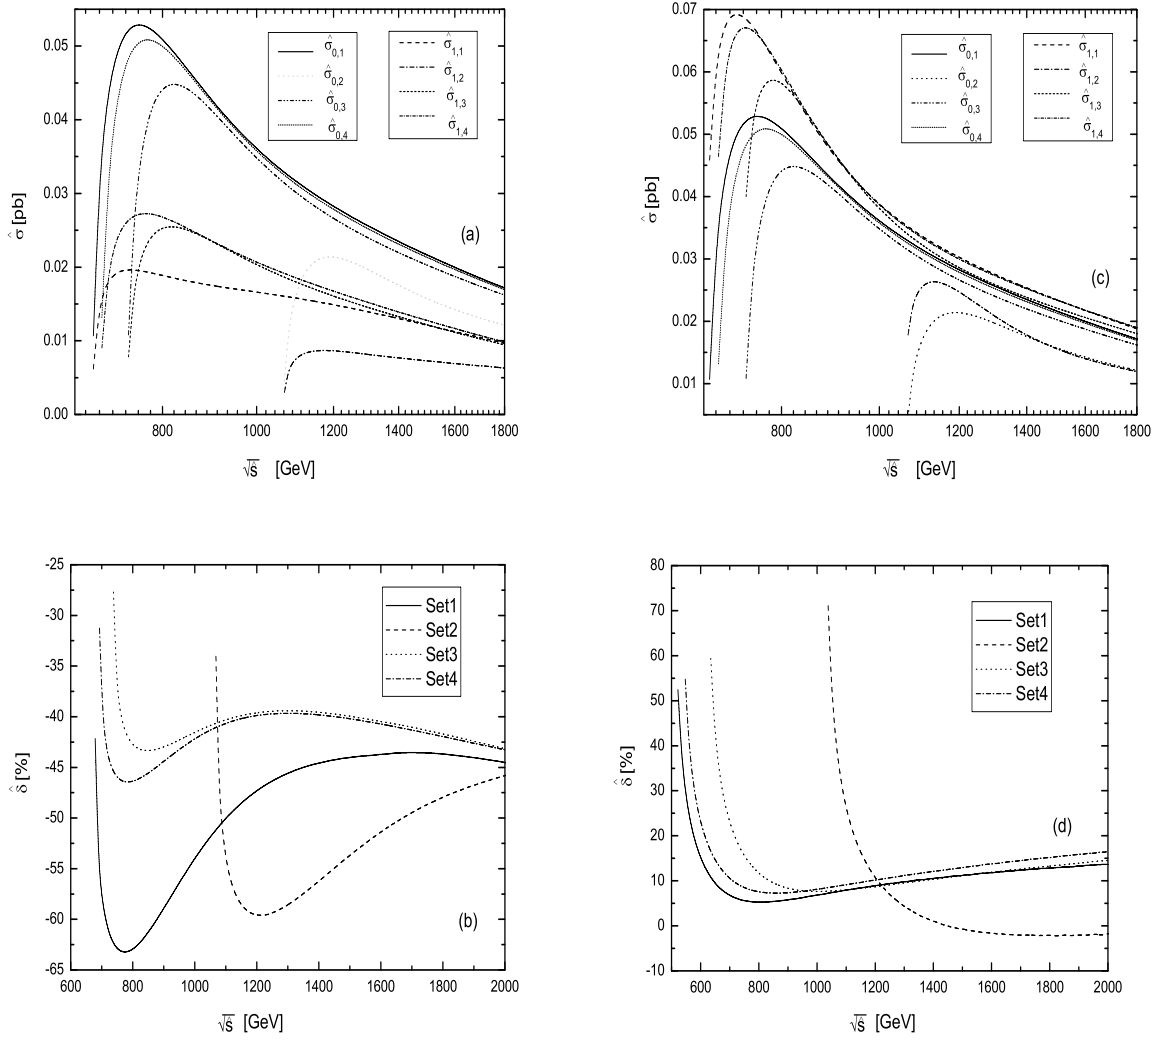 0.05
0.04
0.03
0.02
0.01
0.00
σ̂ [pb]
σ̂0,1
σ̂0,2
σ̂0,3
σ̂0,4
σ̂1,1
σ̂1,2
σ̂1,3
σ̂1,4
(a)
800 1000 1200 1400 1600 1800
√ŝ [GeV]
0.07
0.06
0.05
0.04
0.03
0.02
0.01
σ̂ [pb]
σ̂0,1
σ̂0,2
σ̂0,3
σ̂0,4
σ̂1,1
σ̂1,2
σ̂1,3
σ̂1,4
(c)
800 1000 1200 1400 1600 1800
√ŝ [GeV]
-25
-30
-35
-40
-45
-50
-55
-60
-65
δ̂ [%]
Set1
Set2
Set3
Set4
(b)
600 800 1000 1200 1400 1600 1800 2000
√ŝ [GeV]
80
70
60
50
40
30
20
10
0
-10
δ̂ [%]
Set1
Set2
Set3
Set4
(d)
600 800 1000 1200 1400 1600 1800 2000
√ŝ [GeV]